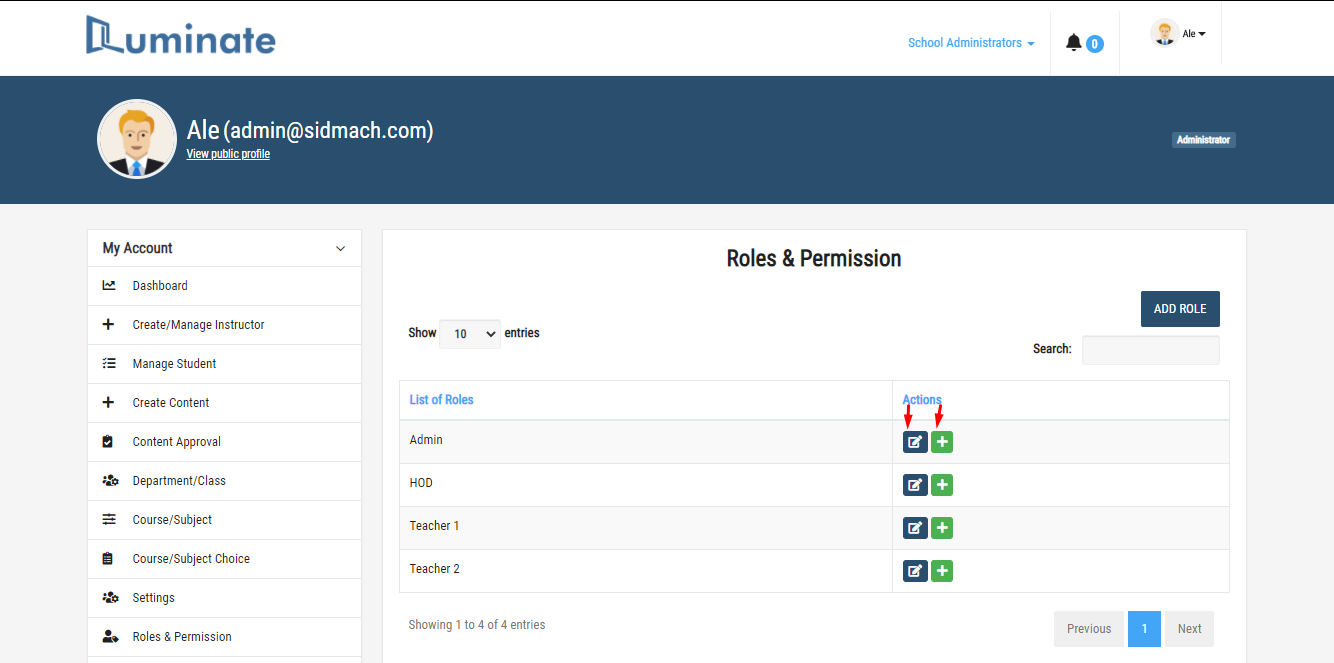 Luminate
School Administrators
0
Ale
Ale (admin@sidmach.com)
View public profile
Administrator
My Account
Dashboard
Create/Manage Instructor
Manage Student
Create Content
Content Approval
Department/Class
Course/Subject
Course/Subject Choice
Settings
Roles & Permission
Roles & Permission
ADD ROLE
Show 10 entries
Search:
List of Roles Actions
Admin
HOD
Teacher 1
Teacher 2
Showing 1 to 4 of 4 entries
Previous 1 Next